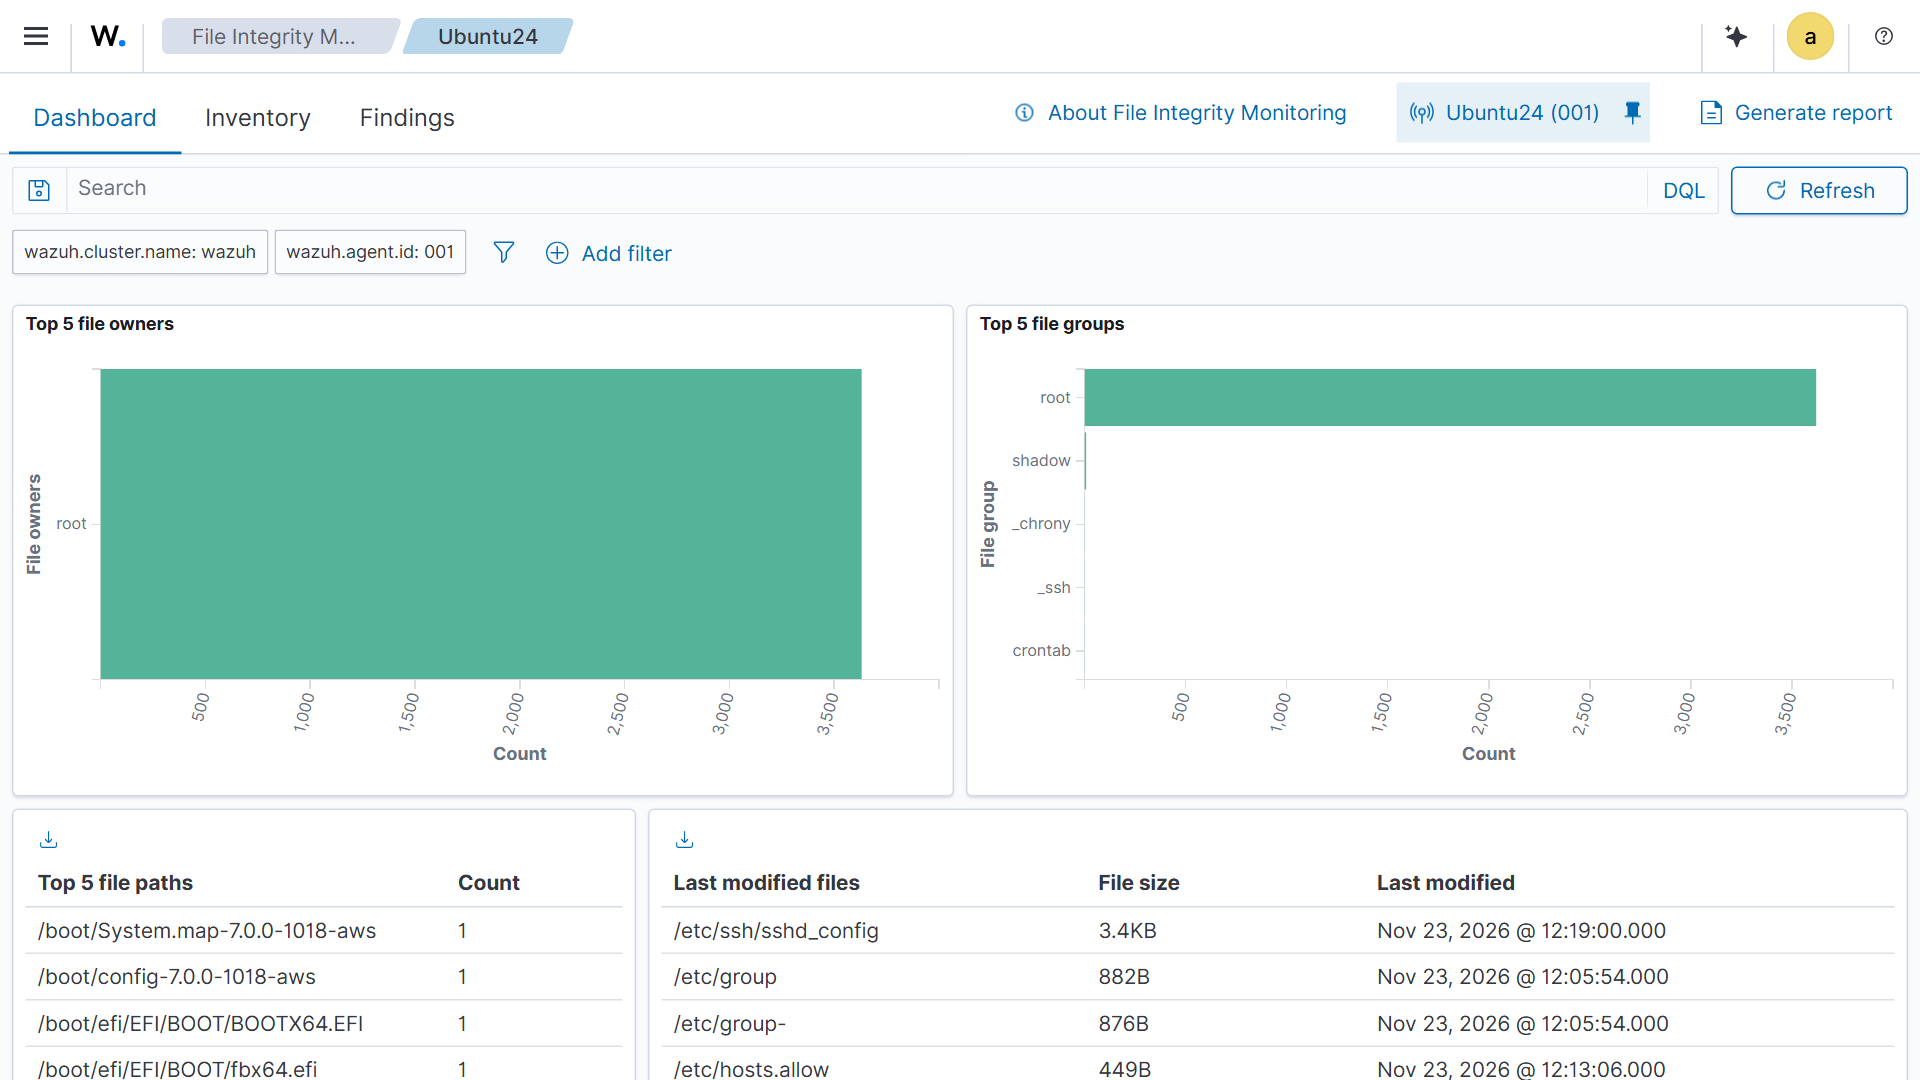 W.
File Integrity M...
Ubuntu24
a
Dashboard
Inventory
Findings
About File Integrity Monitoring
Ubuntu24 (001)
Generate report
Search
DQL
Refresh
wazuh.cluster.name: wazuh
wazuh.agent.id: 001
Add filter
Top 5 file owners
File owners
root
500
1,000
1,500
2,000
2,500
3,000
3,500
Count
Top 5 file groups
File group
root
shadow
_chrony
_ssh
crontab
500
1,000
1,500
2,000
2,500
3,000
3,500
Count
Top 5 file paths Count
/boot/System.map-7.0.0-1018-aws 1
/boot/config-7.0.0-1018-aws 1
/boot/efi/EFI/BOOT/BOOTX64.EFI 1
/boot/efi/EFI/BOOT/fbx64.efi 1
Last modified files File size Last modified
/etc/ssh/sshd_config 3.4KB Nov 23, 2026 @ 12:19:00.000
/etc/group 882B Nov 23, 2026 @ 12:05:54.000
/etc/group- 876B Nov 23, 2026 @ 12:05:54.000
/etc/hosts.allow 449B Nov 23, 2026 @ 12:13:06.000